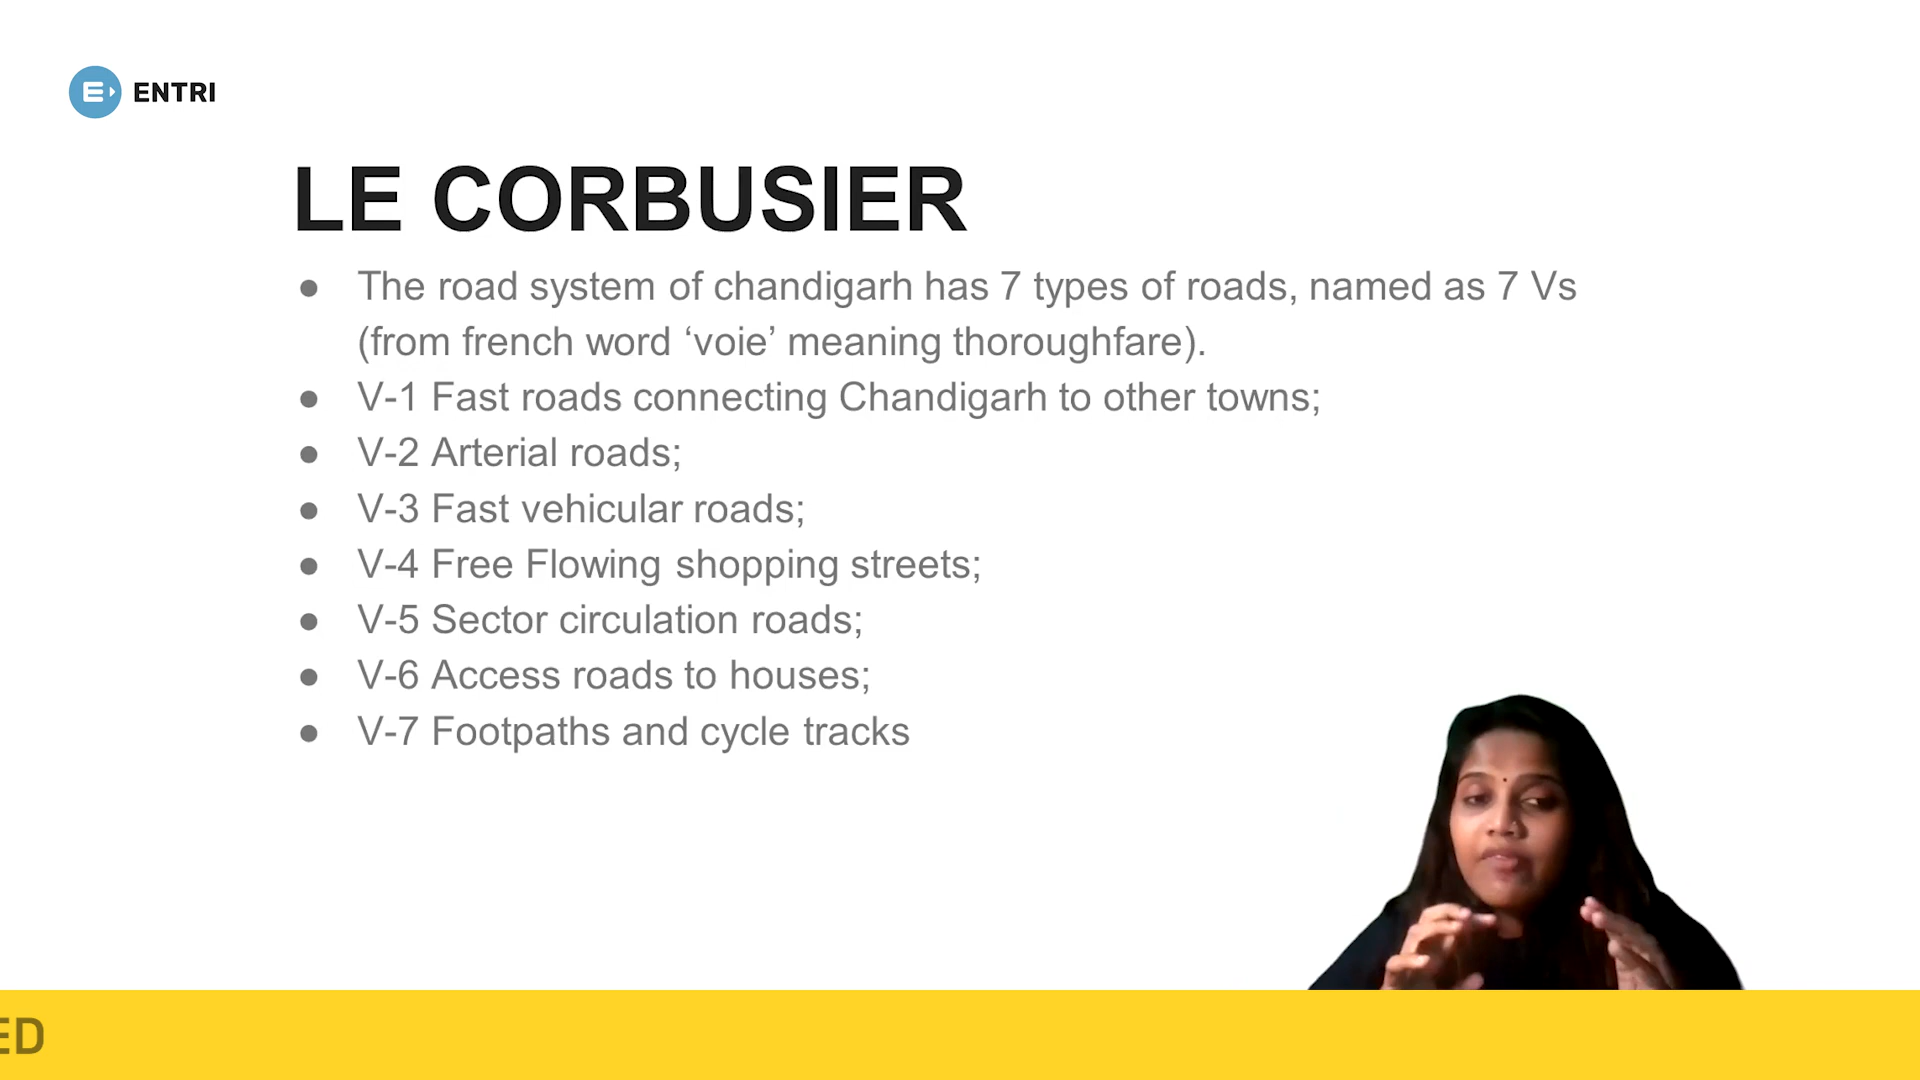 ENTRI
LE CORBUSIER
● The road system of chandigarh has 7 types of roads, named as 7 Vs
(from french word ‘voie’ meaning thoroughfare).
● V-1 Fast roads connecting Chandigarh to other towns;
● V-2 Arterial roads;
● V-3 Fast vehicular roads;
● V-4 Free Flowing shopping streets;
● V-5 Sector circulation roads;
● V-6 Access roads to houses;
● V-7 Footpaths and cycle tracks
ED